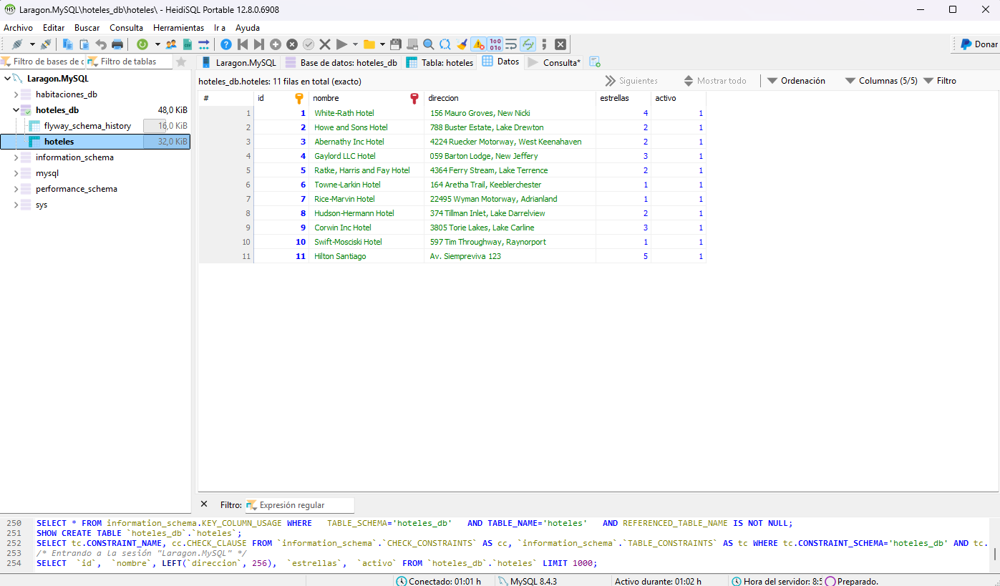 Laragon.MySQL\hoteles_db\hoteles\ - HeidiSQL Portable 12.8.0.6908
Archivo Editar Buscar Consulta Herramientas Ir a Ayuda
Donar
Filtro de bases de d Filtro de tablas
Laragon.MySQL Base de datos: hoteles_db Tabla: hoteles Datos Consulta*
Laragon.MySQL
habitaciones_db
hoteles_db 48,0 KiB
flyway_schema_history 16,0 KiB
hoteles 32,0 KiB
information_schema
mysql
performance_schema
sys
hoteles_db.hoteles: 11 filas en total (exacto) Siguientes Mostrar todo Ordenación Columnas (5/5) Filtro
# id nombre direccion estrellas activo
1 1 White-Rath Hotel 156 Mauro Groves, New Nicki 4 1
2 2 Howe and Sons Hotel 788 Buster Estate, Lake Drewton 2 1
3 3 Abernathy Inc Hotel 4224 Ruecker Motorway, West Keenahaven 2 1
4 4 Gaylord LLC Hotel 059 Barton Lodge, New Jeffery 3 1
5 5 Ratke, Harris and Fay Hotel 4364 Ferry Stream, Lake Terrence 2 1
6 6 Towne-Larkin Hotel 164 Aretha Trail, Keeblerchester 1 1
7 7 Rice-Marvin Hotel 22495 Wyman Motorway, Adrianland 1 1
8 8 Hudson-Hermann Hotel 374 Tillman Inlet, Lake Darrelview 2 1
9 9 Corwin Inc Hotel 3805 Torie Lakes, Lake Carline 3 1
10 10 Swift-Mosciski Hotel 597 Tim Throughway, Raynorport 1 1
11 11 Hilton Santiago Av. Siempreviva 123 5 1
Filtro: Expresión regular
250 SELECT * FROM information_schema.KEY_COLUMN_USAGE WHERE TABLE_SCHEMA='hoteles_db' AND TABLE_NAME='hoteles' AND REFERENCED_TABLE_NAME IS NOT NULL;
251 SHOW CREATE TABLE `hoteles_db`.`hoteles`;
252 SELECT tc.CONSTRAINT_NAME, cc.CHECK_CLAUSE FROM `information_schema`.`CHECK_CONSTRAINTS` AS cc, `information_schema`.`TABLE_CONSTRAINTS` AS tc WHERE tc.CONSTRAINT_SCHEMA='hoteles_db' AND tc.
253 /* Entrando a la sesión "Laragon.MySQL" */
254 SELECT `id`, `nombre`, LEFT(`direccion`, 256), `estrellas`, `activo` FROM `hoteles_db`.`hoteles` LIMIT 1000;
Conectado: 01:01 h MySQL 8.4.3 Activo durante: 01:02 h Hora del servidor: 8:5 Preparado.